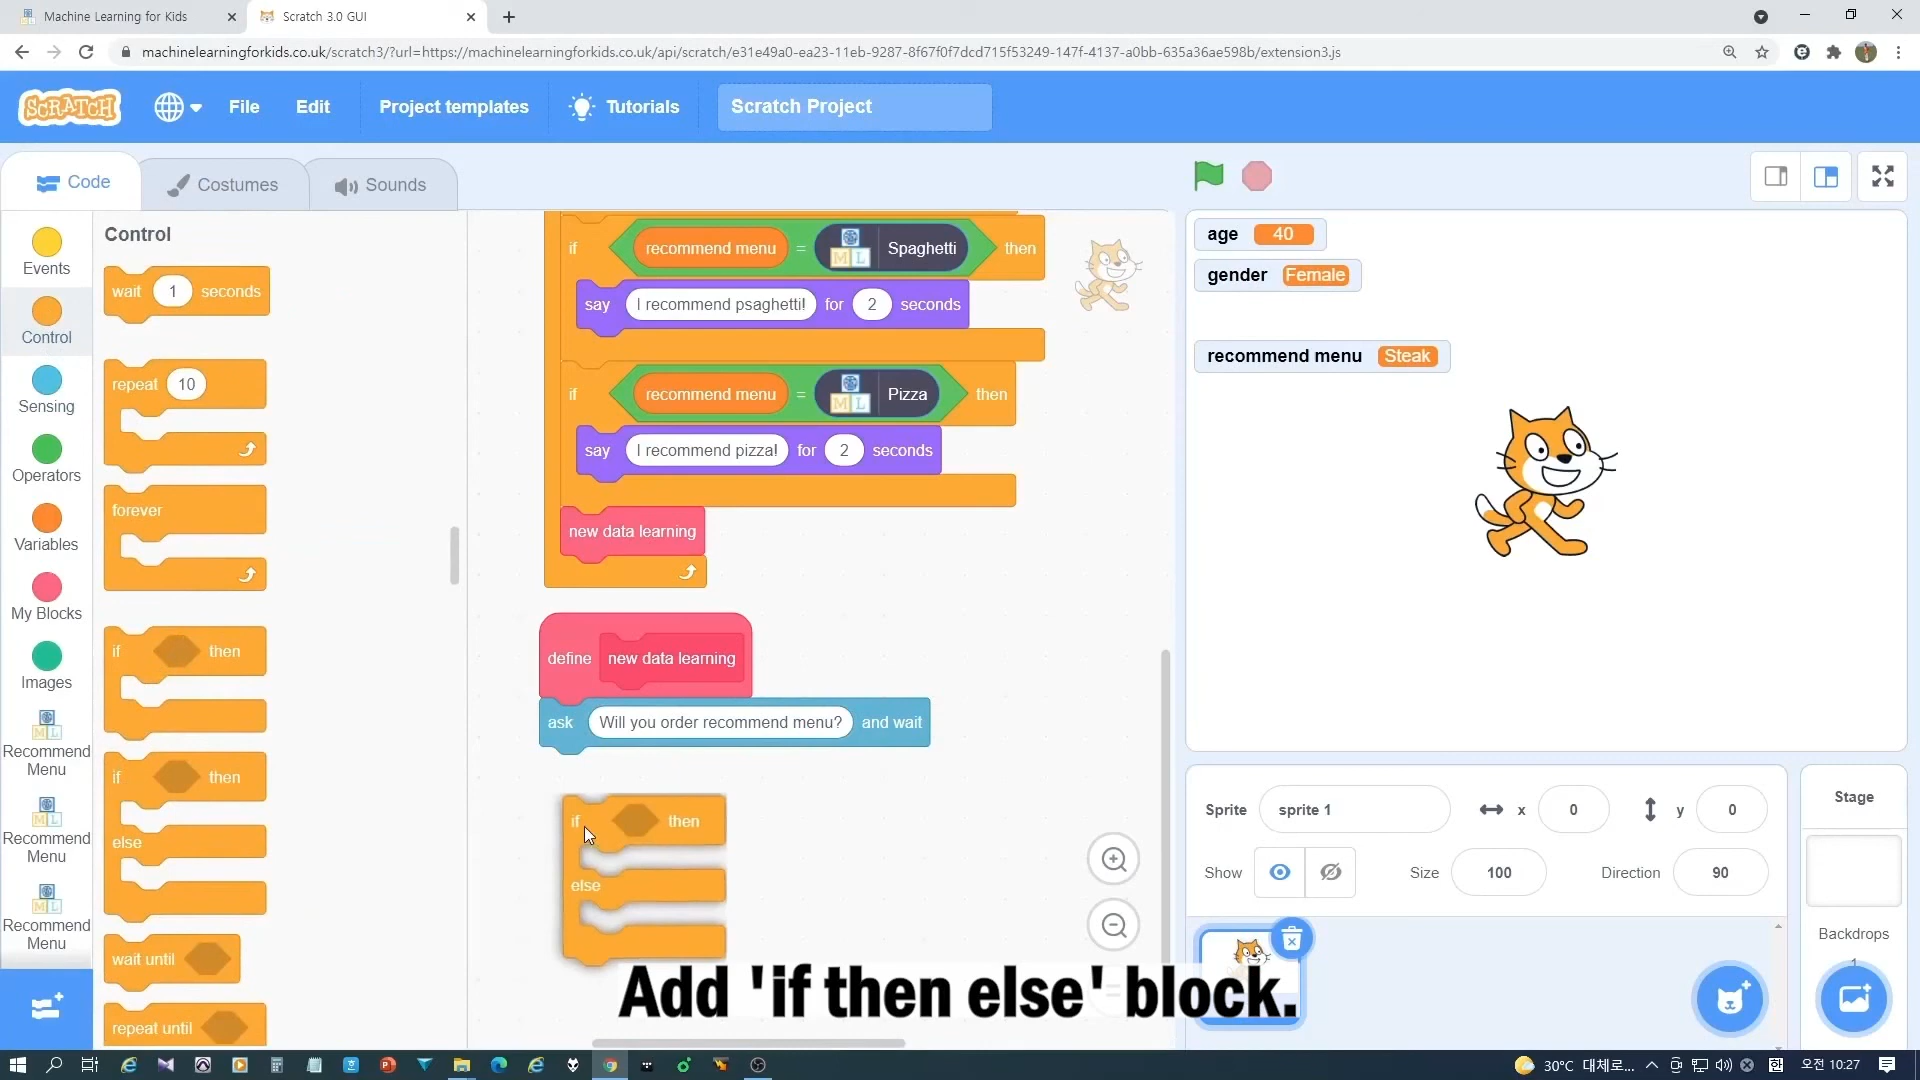 Machine Learning for Kids
Scratch 3.0 GUI
machinelearningforkids.co.uk/scratch3/?url=https://machinelearningforkids.co.uk/api/scratch/e31e49a0-ea23-11eb-9287-8f67f0f7dcd715f53249-147f-4137-a0bb-635a36ae598b/extension3.js
SCRATCH
File
Edit
Project templates
Tutorials
Scratch Project
Code
Costumes
Sounds
Events
Control
Sensing
Operators
Variables
My Blocks
Images
Recommend
Menu
Recommend
Menu
Recommend
Menu
Control
wait 1 seconds
repeat 10
forever
if then
if then
else
wait until
repeat until
if recommend menu = ML Spaghetti then
say I recommend psaghetti! for 2 seconds
if recommend menu = ML Pizza then
say I recommend pizza! for 2 seconds
new data learning
define new data learning
ask Will you order recommend menu? and wait
if then
else
age 40
gender Female
recommend menu Steak
Sprite sprite 1 x 0 y 0
Show Size 100 Direction 90
Stage
Backdrops
1
Add 'if then else' block.
30°C 대체로...
오전 10:27